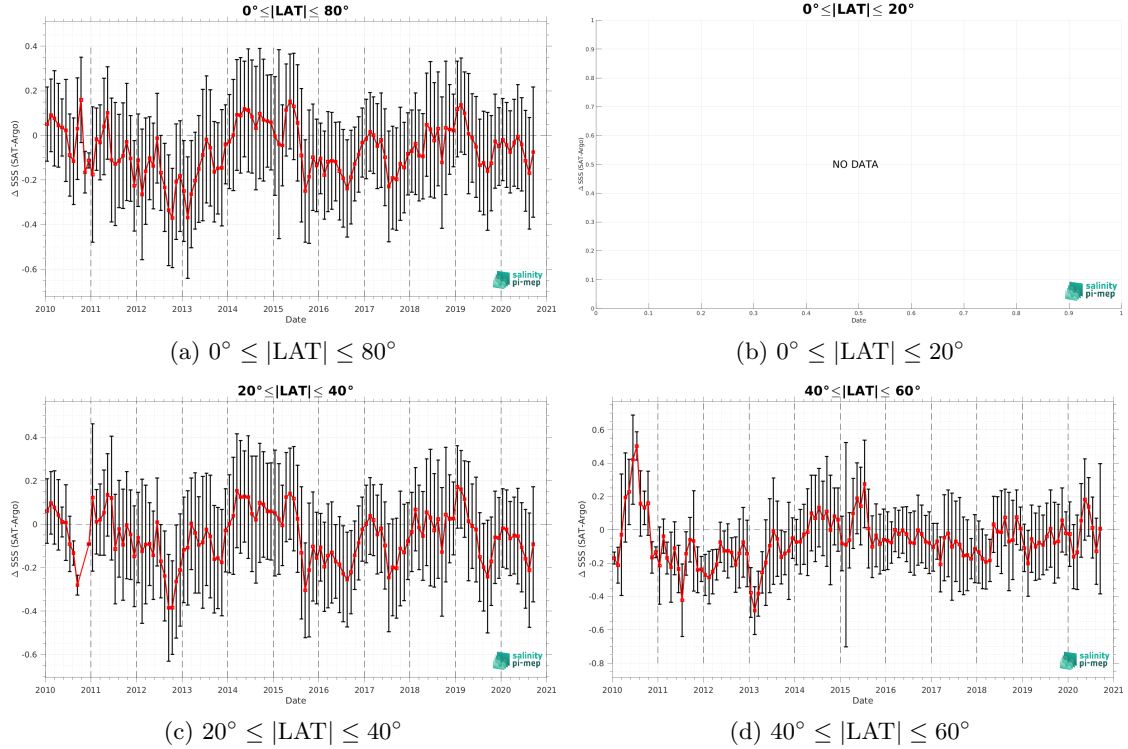 0°≤|LAT|≤ 80°
Δ SSS (SAT-Argo)
0.4
0.2
0
-0.2
-0.4
-0.6
2010 2011 2012 2013 2014 2015 2016 2017 2018 2019 2020 2021
Date
salinity
pi-mep
(a) 0° ≤ |LAT| ≤ 80°
0°≤|LAT|≤ 20°
Δ SSS (SAT-Argo)
1
0.9
0.8
0.7
0.6
0.5
0.4
0.3
0.2
0.1
0
NO DATA
0 0.1 0.2 0.3 0.4 0.5 0.6 0.7 0.8 0.9 1
Date
salinity
pi-mep
(b) 0° ≤ |LAT| ≤ 20°
20°≤|LAT|≤ 40°
Δ SSS (SAT-Argo)
0.4
0.2
0
-0.2
-0.4
-0.6
2010 2011 2012 2013 2014 2015 2016 2017 2018 2019 2020 2021
Date
salinity
pi-mep
(c) 20° ≤ |LAT| ≤ 40°
40°≤|LAT|≤ 60°
Δ SSS (SAT-Argo)
0.6
0.4
0.2
0
-0.2
-0.4
-0.6
-0.8
2010 2011 2012 2013 2014 2015 2016 2017 2018 2019 2020 2021
Date
salinity
pi-mep
(d) 40° ≤ |LAT| ≤ 60°